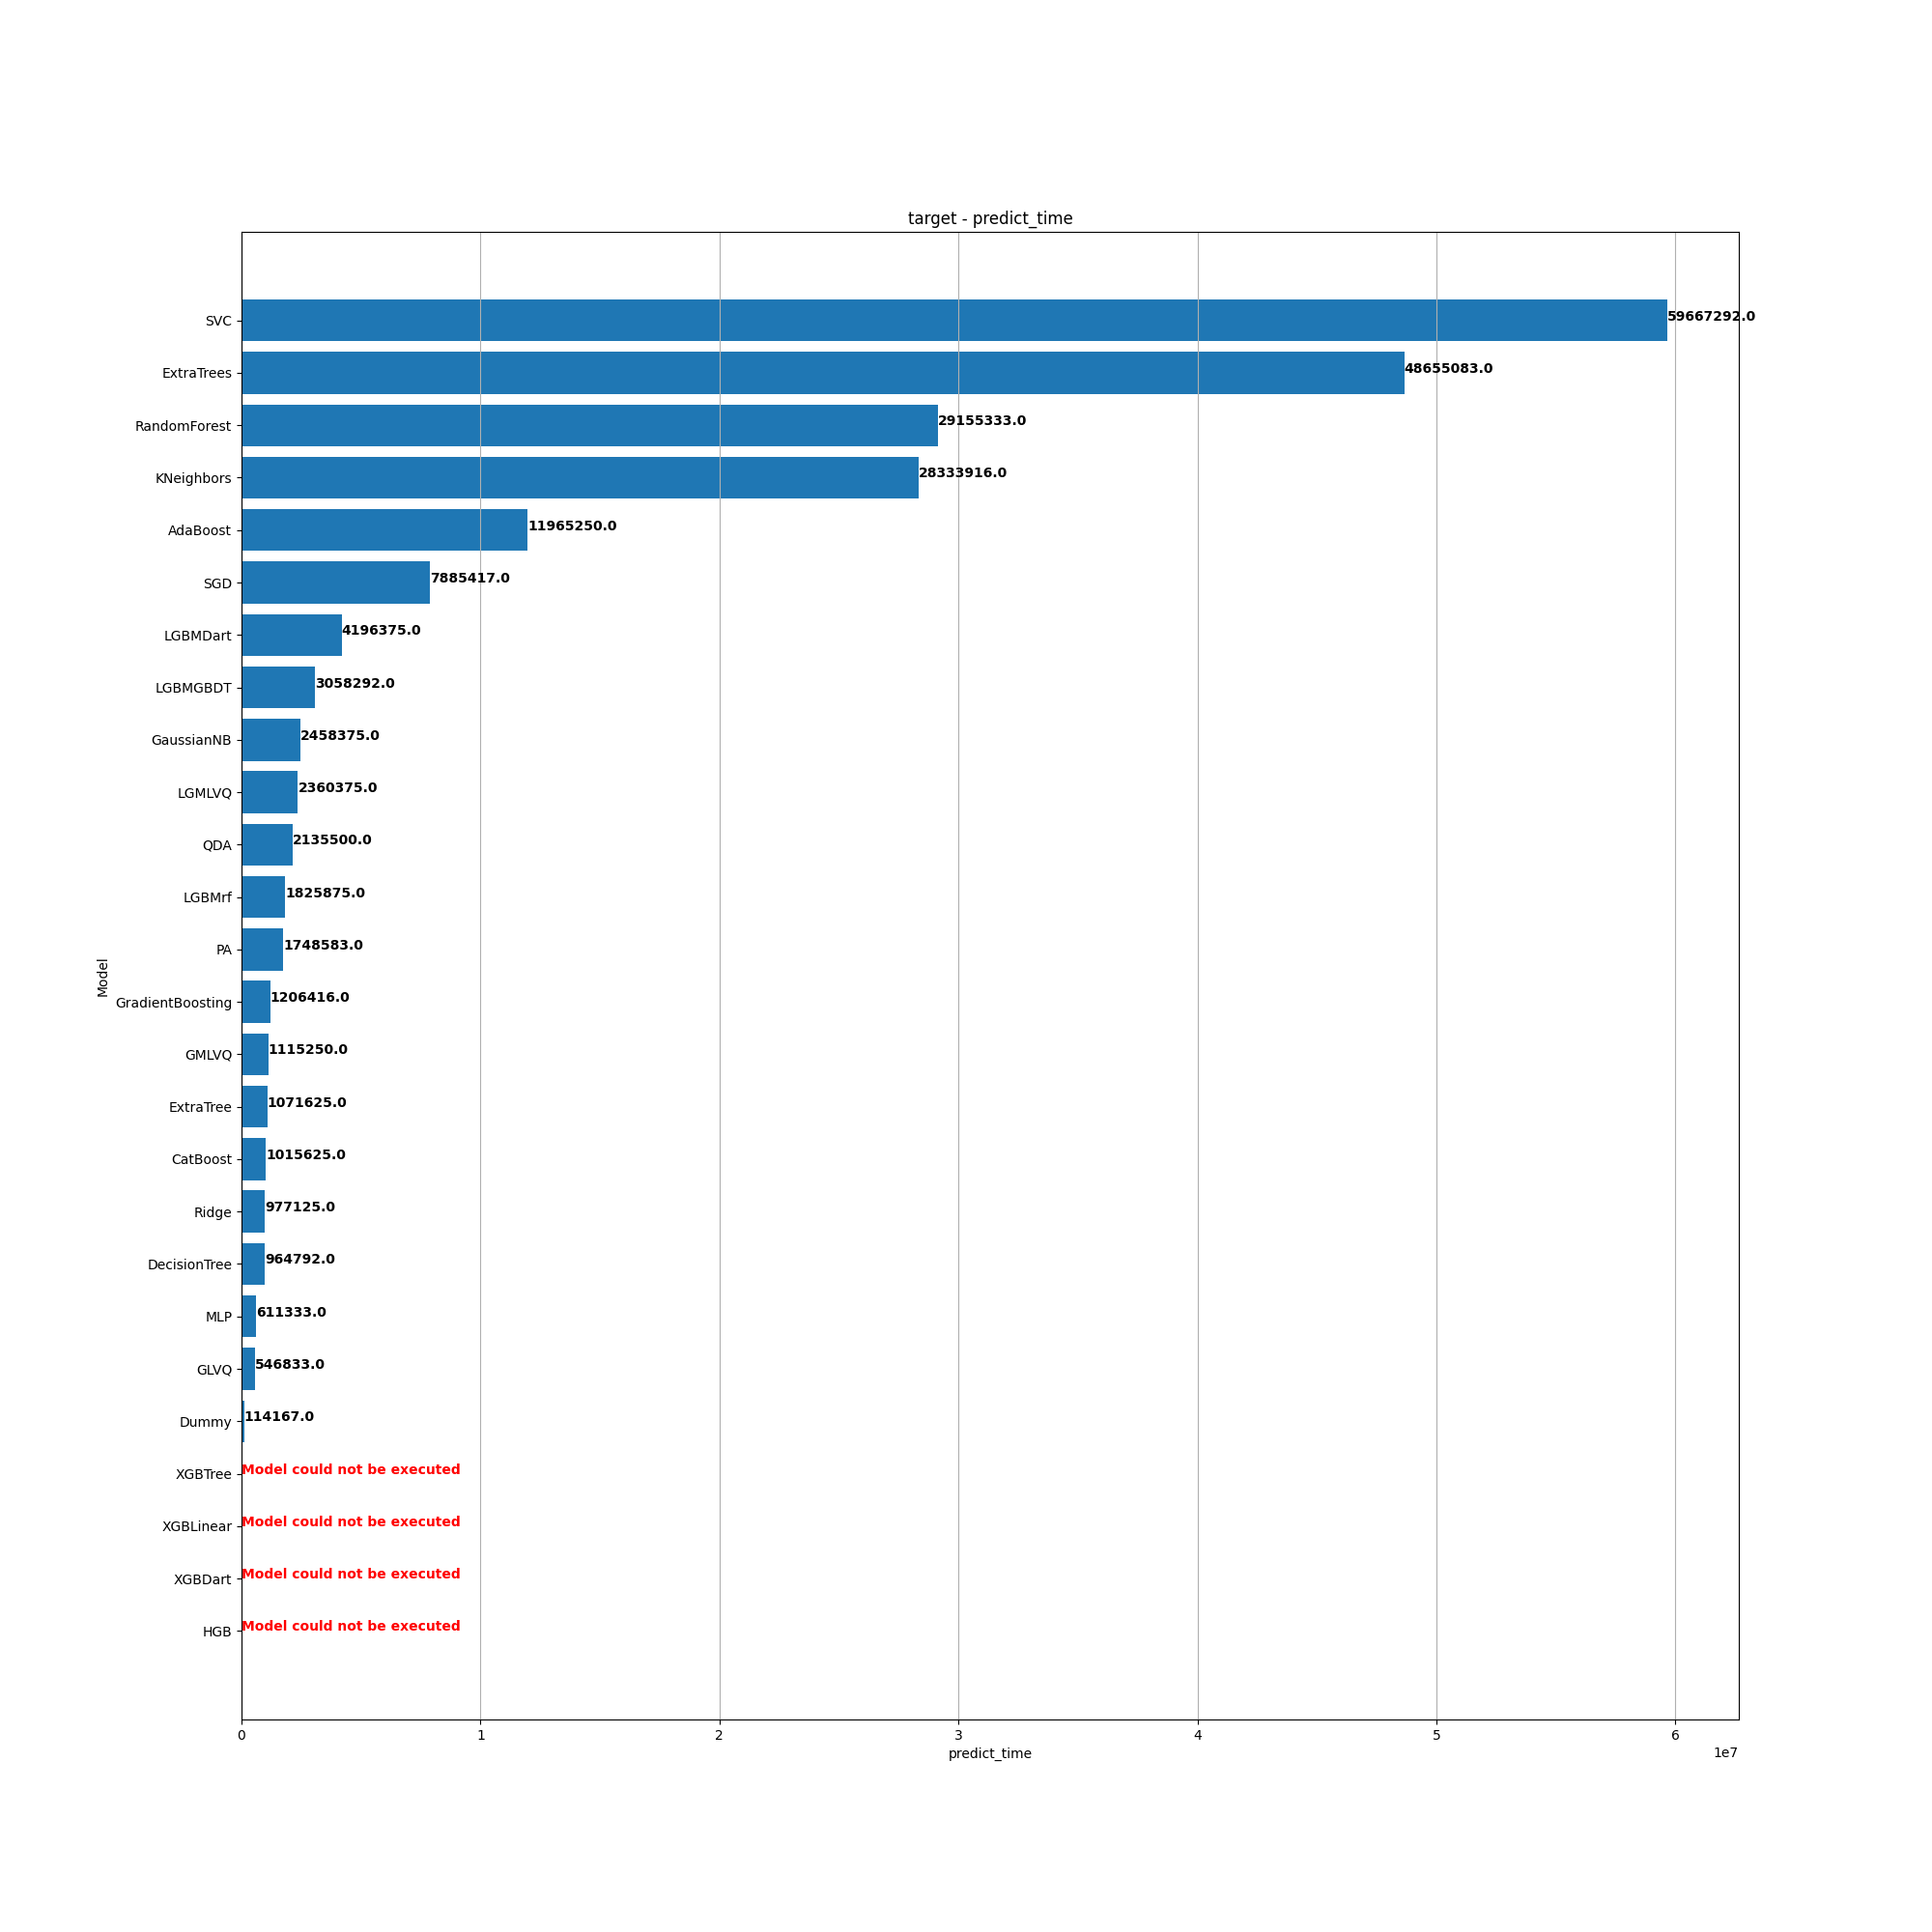 target - predict_time
SVC 59667292.0
ExtraTrees 48655083.0
RandomForest 29155333.0
KNeighbors 28333916.0
AdaBoost 11965250.0
SGD 7885417.0
LGBMDart 4196375.0
LGBMGBDT 3058292.0
GaussianNB 2458375.0
LGMLVQ 2360375.0
QDA 2135500.0
LGBMrf 1825875.0
PA 1748583.0
Model
GradientBoosting 1206416.0
GMLVQ 1115250.0
ExtraTree 1071625.0
CatBoost 1015625.0
Ridge 977125.0
DecisionTree 964792.0
MLP 611333.0
GLVQ 546833.0
Dummy 114167.0
XGBTree Model could not be executed
XGBLinear Model could not be executed
XGBDart Model could not be executed
HGB Model could not be executed
0 1 2 3 4 5 6
predict_time
1e7